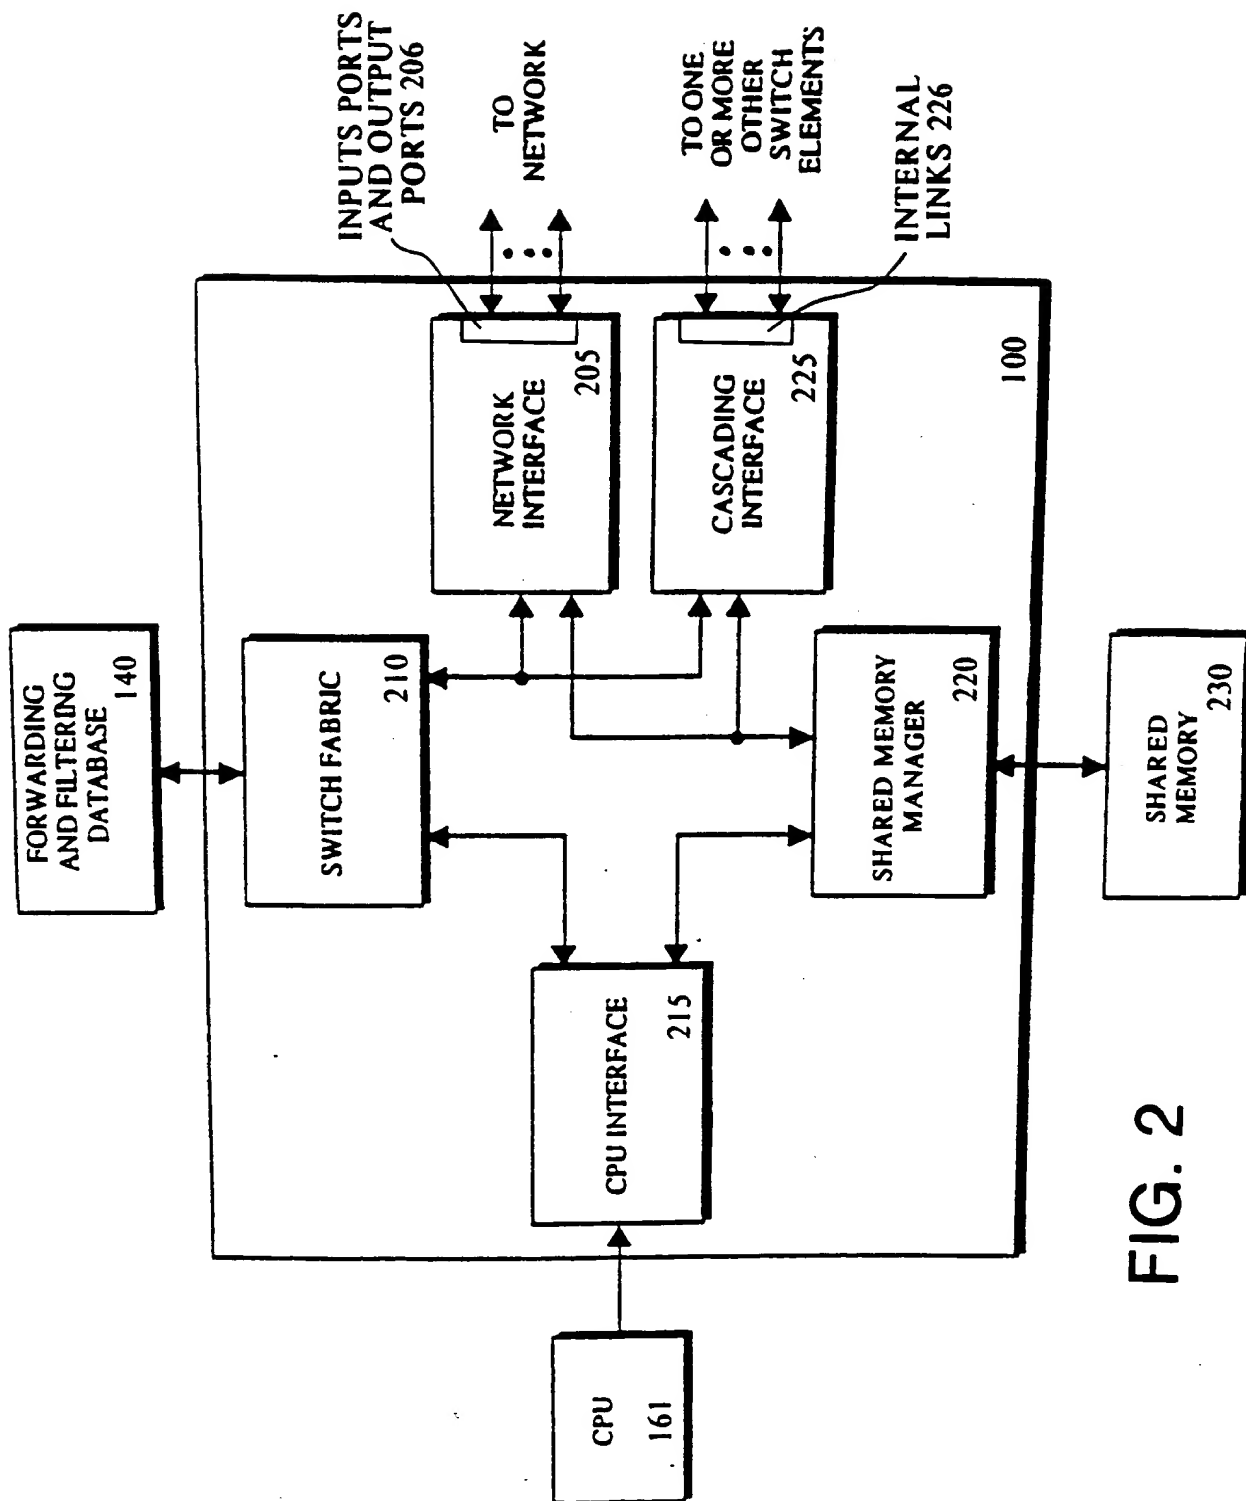 INPUTS PORTS
AND OUTPUT
PORTS 206
TO
NETWORK
TO ONE
OR MORE
OTHER
SWITCH
ELEMENTS
INTERNAL
LINKS 226
NETWORK
INTERFACE
205
CASCADING
INTERFACE
225
100
FORWARDING
AND FILTERING
DATABASE
140
SWITCH FABRIC
210
SHARED MEMORY
MANAGER
220
SHARED
MEMORY
230
CPU INTERFACE
215
CPU
161
FIG. 2